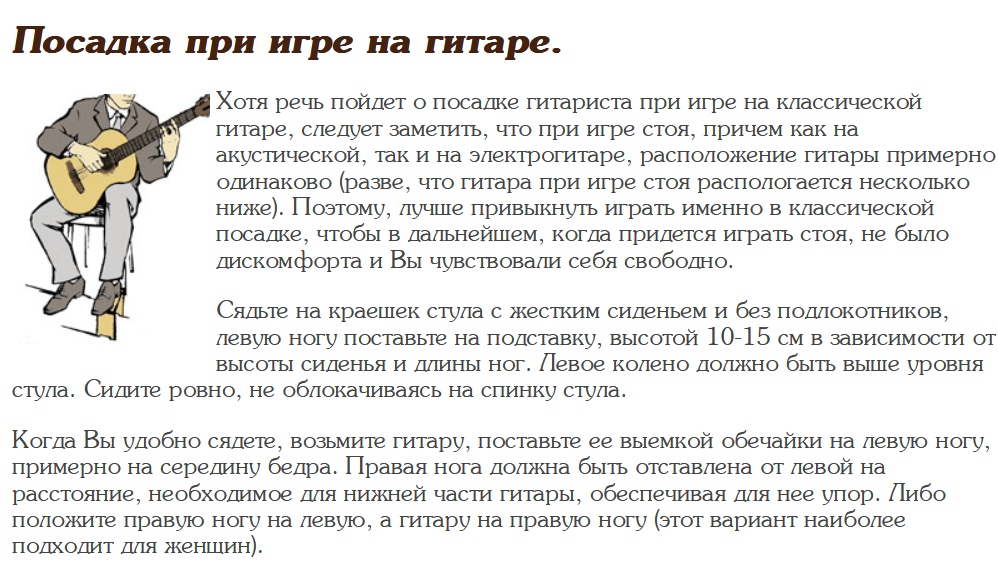 Посадка при игре на гитаре.
Хотя речь пойдет о посадке гитариста при игре на классической
гитаре, следует заметить, что при игре стоя, причем как на
акустической, так и на электрогитаре, расположение гитары примерно
одинаково (разве, что гитара при игре стоя распологается несколько
ниже). Поэтому, лучше привыкнуть играть именно в классической
посадке, чтобы в дальнейшем, когда придется играть стоя, не было
дискомфорта и Вы чувствовали себя свободно.
Сядьте на краешек стула с жестким сиденьем и без подлокотников,
левую ногу поставьте на подставку, высотой 10-15 см в зависимости от
высоты сиденья и длины ног. Левое колено должно быть выше уровня
стула. Сидите ровно, не облокачиваясь на спинку стула.
Когда Вы удобно сядете, возьмите гитару, поставьте ее выемкой обечайки на левую ногу,
примерно на середину бедра. Правая нога должна быть отставлена от левой на
расстояние, необходимое для нижней части гитары, обеспечивая для нее упор. Либо
положите правую ногу на левую, а гитару на правую ногу (этот вариант наиболее
подходит для женщин).